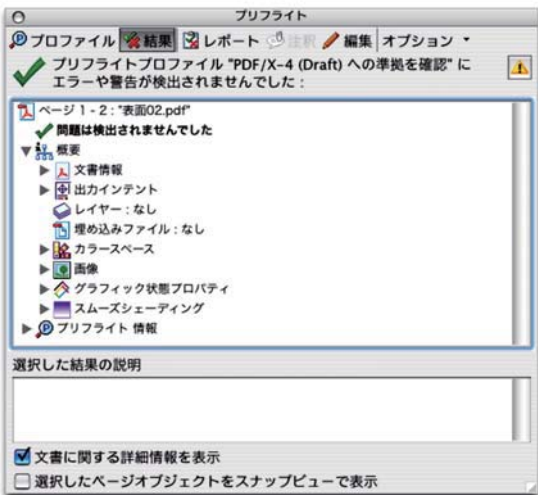 プリフライト
プロファイル 結果 レポート 注釈 編集 オプション
プリフライトプロファイル "PDF/X-4 (Draft) への準拠を確認" に
エラーや警告が検出されませんでした :
ページ 1 - 2 : "表面02.pdf"
問題は検出されませんでした
概要
文書情報
出力インテント
レイヤー : なし
埋め込みファイル : なし
カラースペース
画像
グラフィック状態プロパティ
スムーズシェーディング
プリフライト 情報
選択した結果の説明
文書に関する詳細情報を表示
選択したページオブジェクトをスナップビューで表示